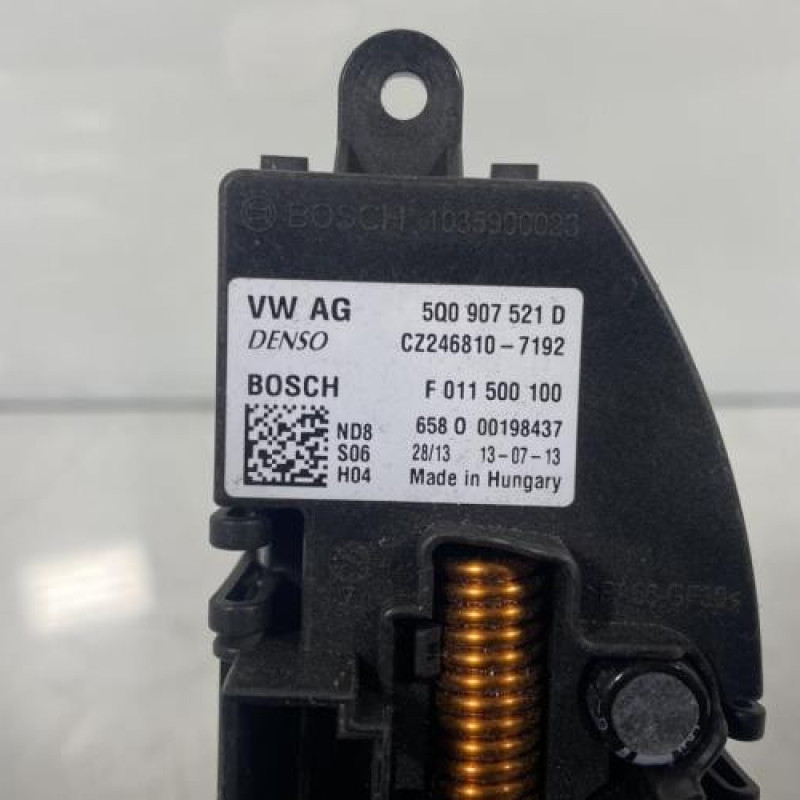 BOSCH 1035900023
VW AG 5Q0 907 521 D
DENSO CZ246810-7192
BOSCH F 011 500 100
ND8 658 0 00198437
S06 28/13 13-07-13
H04 Made in Hungary